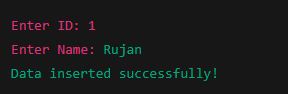 Enter ID: 1
Enter Name: Rujan
Data inserted successfully!